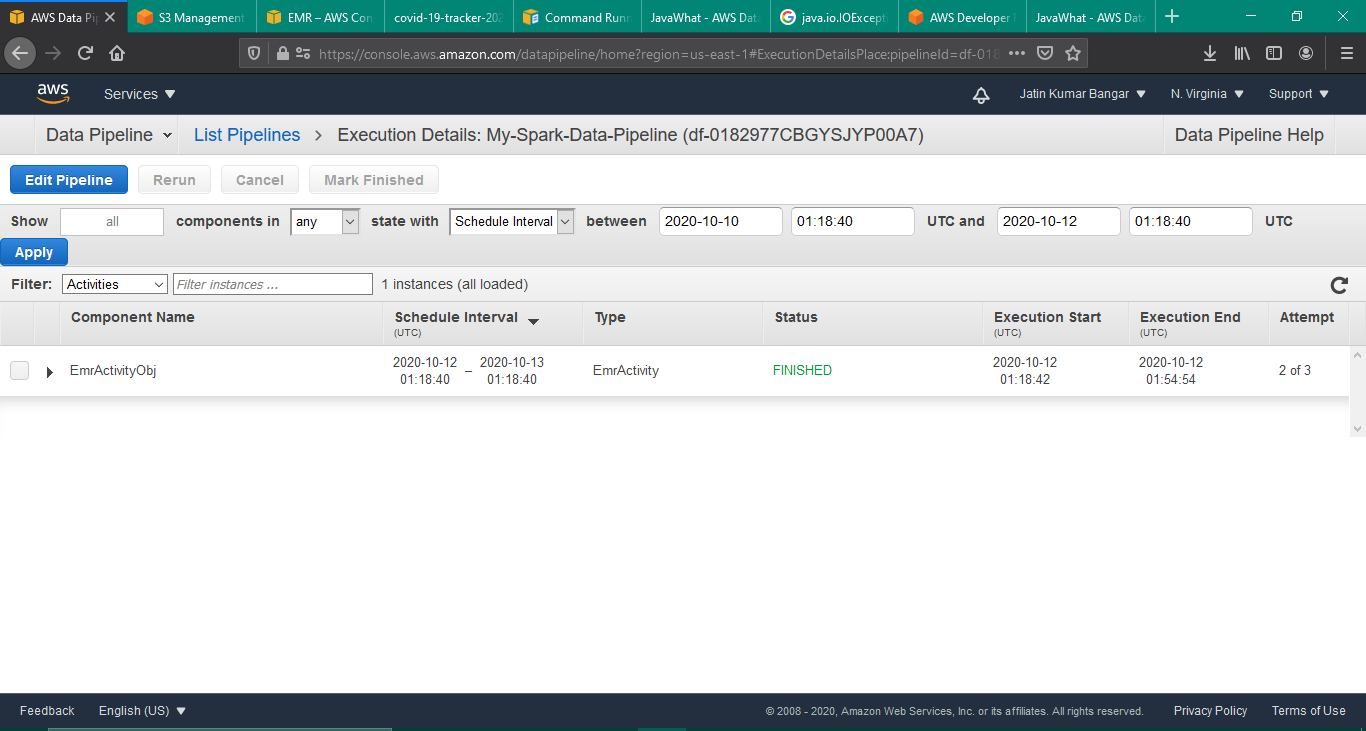 AWS Data Pip
S3 Management
EMR – AWS Con
covid-19-tracker-202
Command Runn
JavaWhat - AWS Data
java.io.IOExcepti
AWS Developer
JavaWhat - AWS Data
https://console.aws.amazon.com/datapipeline/home?region=us-east-1#ExecutionDetailsPlace:pipelineId=df-018
aws Services Jatin Kumar Bangar N. Virginia Support
Data Pipeline List Pipelines > Execution Details: My-Spark-Data-Pipeline (df-0182977CBGYSJYP00A7) Data Pipeline Help
Edit Pipeline Rerun Cancel Mark Finished
Show all components in any state with Schedule Interval between 2020-10-10 01:18:40 UTC and 2020-10-12 01:18:40 UTC
Apply
Filter: Activities Filter instances ... 1 instances (all loaded)
Component Name Schedule Interval Type Status Execution Start Execution End Attempt
(UTC) (UTC) (UTC)
EmrActivityObj 2020-10-12 01:18:40 – 2020-10-13 01:18:40 EmrActivity FINISHED 2020-10-12 01:18:42 2020-10-12 01:54:54 2 of 3
Feedback English (US) © 2008 - 2020, Amazon Web Services, Inc. or its affiliates. All rights reserved. Privacy Policy Terms of Use